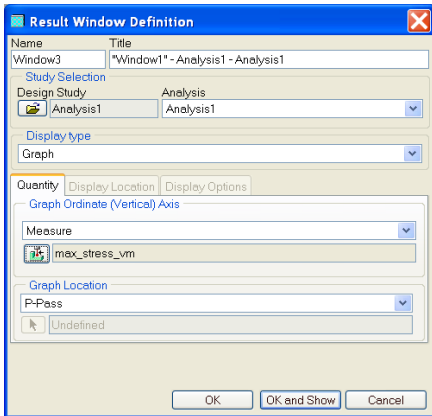 Result Window Definition
Name Title
Window3 "Window1" - Analysis1 - Analysis1
Study Selection
Design Study Analysis
Analysis1 Analysis1
Display type
Graph
Quantity Display Location Display Options
Graph Ordinate (Vertical) Axis
Measure
max_stress_vm
Graph Location
P-Pass
Undefined
OK OK and Show Cancel